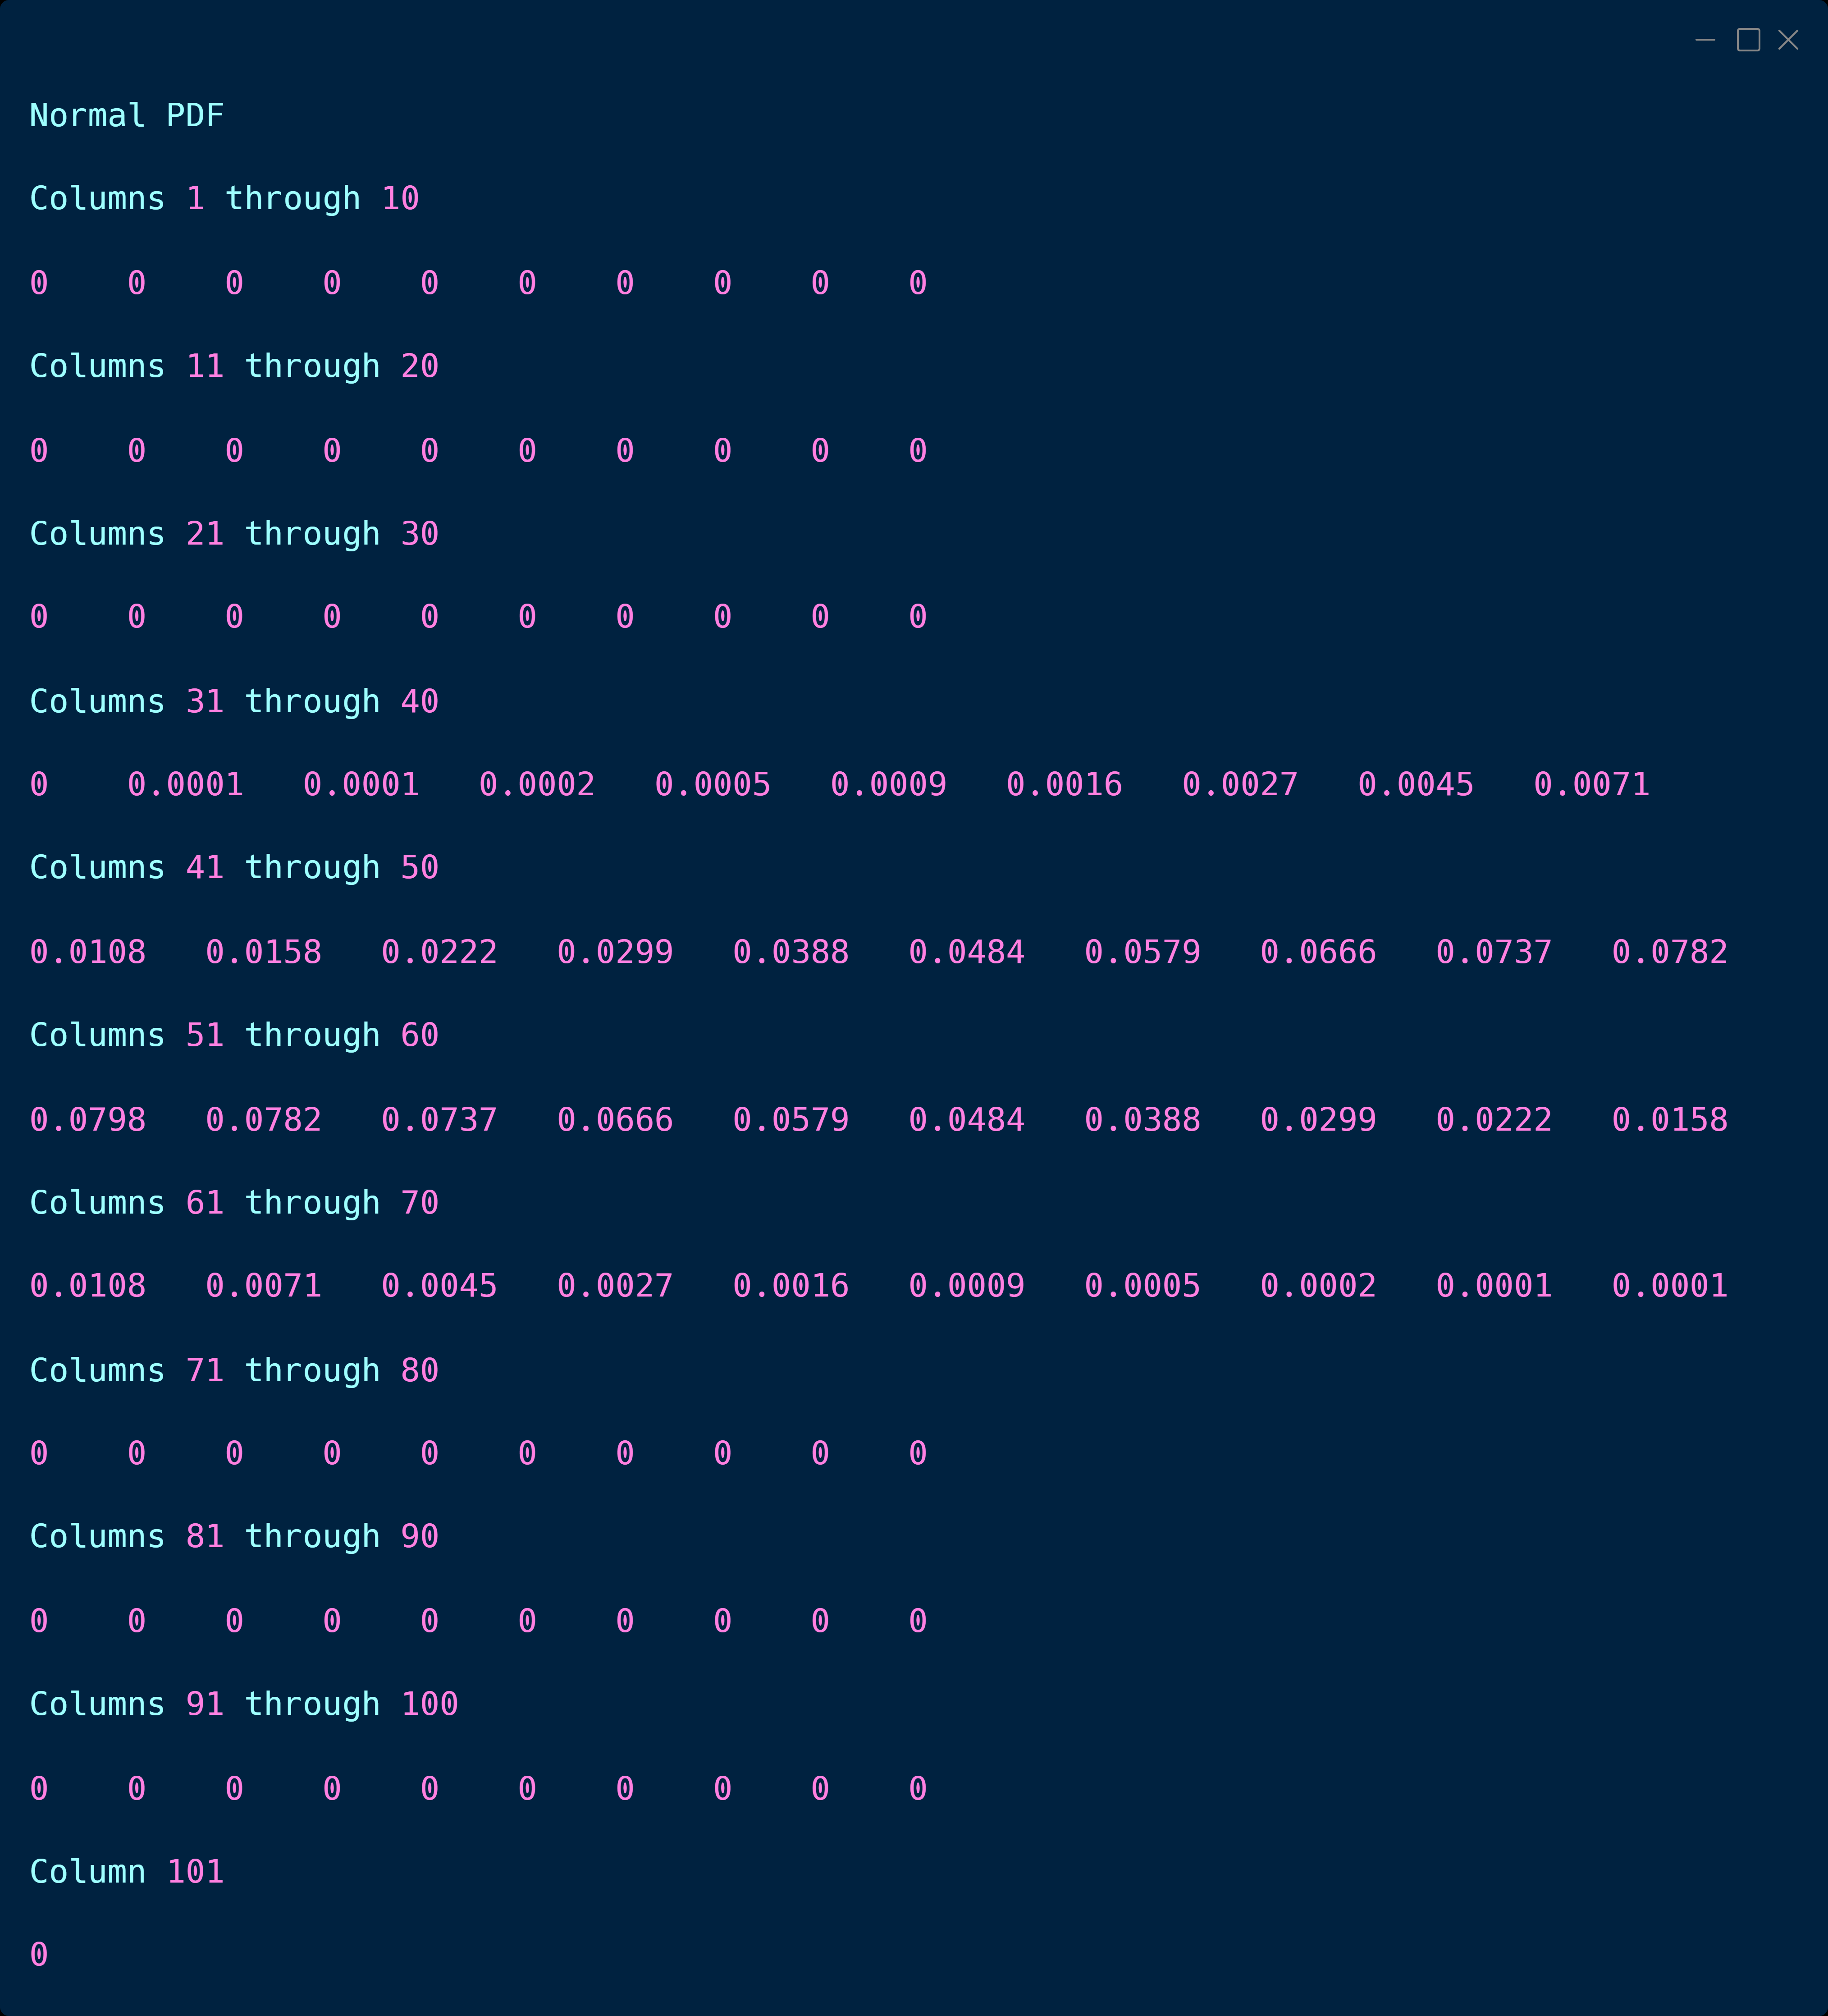 Normal PDF
Columns 1 through 10
0 0 0 0 0 0 0 0 0 0
Columns 11 through 20
0 0 0 0 0 0 0 0 0 0
Columns 21 through 30
0 0 0 0 0 0 0 0 0 0
Columns 31 through 40
0 0.0001 0.0001 0.0002 0.0005 0.0009 0.0016 0.0027 0.0045 0.0071
Columns 41 through 50
0.0108 0.0158 0.0222 0.0299 0.0388 0.0484 0.0579 0.0666 0.0737 0.0782
Columns 51 through 60
0.0798 0.0782 0.0737 0.0666 0.0579 0.0484 0.0388 0.0299 0.0222 0.0158
Columns 61 through 70
0.0108 0.0071 0.0045 0.0027 0.0016 0.0009 0.0005 0.0002 0.0001 0.0001
Columns 71 through 80
0 0 0 0 0 0 0 0 0 0
Columns 81 through 90
0 0 0 0 0 0 0 0 0 0
Columns 91 through 100
0 0 0 0 0 0 0 0 0 0
Column 101
0